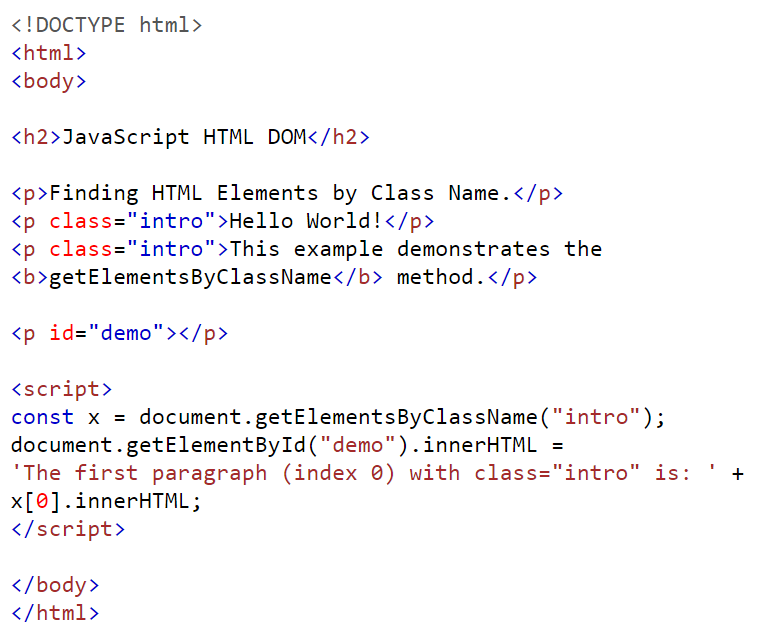 <!DOCTYPE html>
<html>
<body>
<h2>JavaScript HTML DOM</h2>
<p>Finding HTML Elements by Class Name.</p>
<p class="intro">Hello World!</p>
<p class="intro">This example demonstrates the
<b>getElementsByClassName</b> method.</p>
<p id="demo"></p>
<script>
const x = document.getElementsByClassName("intro");
document.getElementById("demo").innerHTML =
'The first paragraph (index 0) with class="intro" is: ' +
x[0].innerHTML;
</script>
</body>
</html>